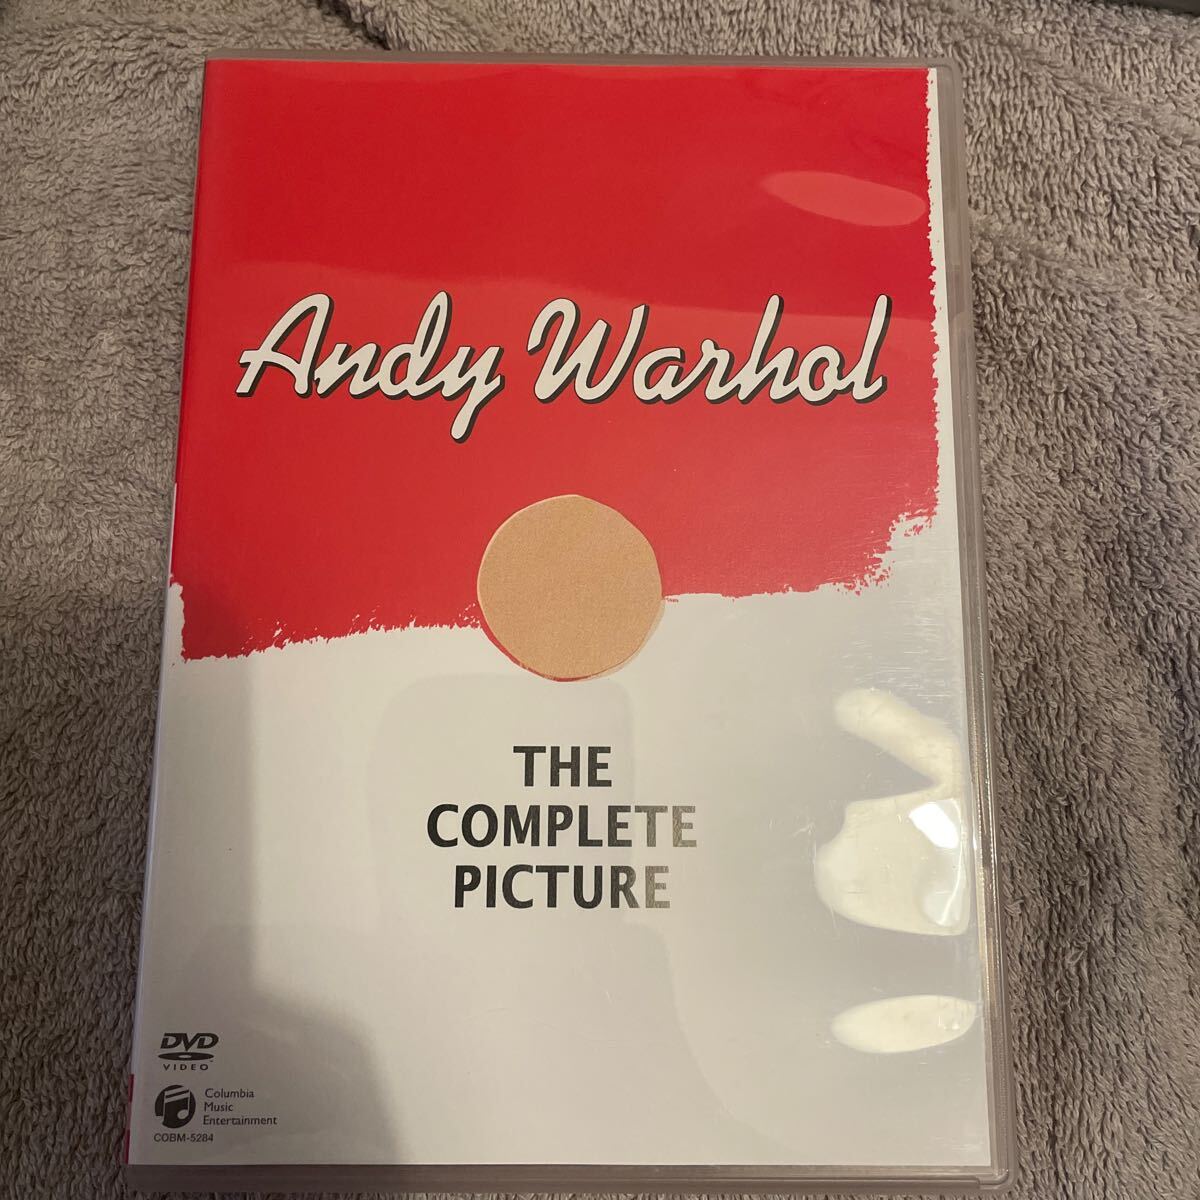 Andy Warhol
THE
COMPLETE
PICTURE
DVD
VIDEO
Columbia
Music
Entertainment
COBM-5284